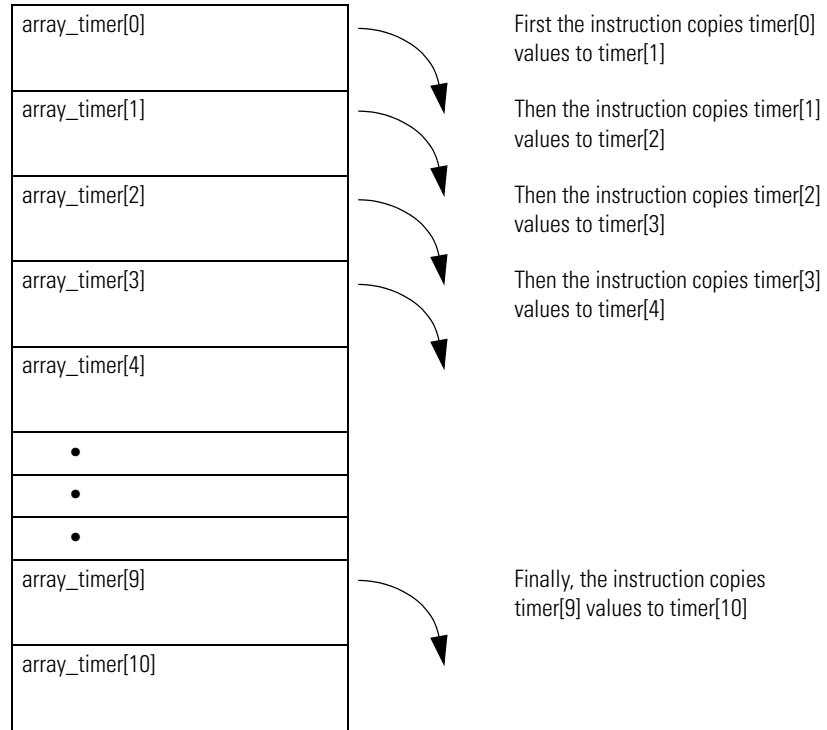 array_timer[0]
First the instruction copies timer[0]
values to timer[1]
array_timer[1]
Then the instruction copies timer[1]
values to timer[2]
array_timer[2]
Then the instruction copies timer[2]
values to timer[3]
array_timer[3]
Then the instruction copies timer[3]
values to timer[4]
array_timer[4]
•
•
•
array_timer[9]
Finally, the instruction copies
timer[9] values to timer[10]
array_timer[10]